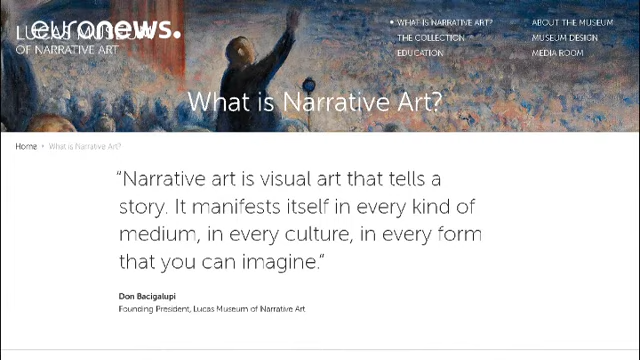 LUCAS MUSEUM
euronews.
OF NARRATIVE ART
• WHAT IS NARRATIVE ART?
THE COLLECTION
EDUCATION
ABOUT THE MUSEUM
MUSEUM DESIGN
MEDIA ROOM
What is Narrative Art?
Home • What is Narrative Art?
“Narrative art is visual art that tells a
story. It manifests itself in every kind of
medium, in every culture, in every form
that you can imagine.”
Don Bacigalupi
Founding President, Lucas Museum of Narrative Art